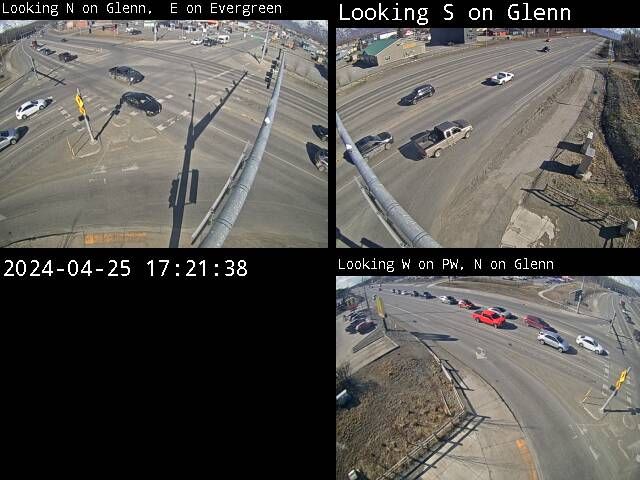 Looking N on Glenn,  E on Evergreen
Looking S on Glenn
2024-04-25 17:21:38
Looking W on PW, N on Glenn